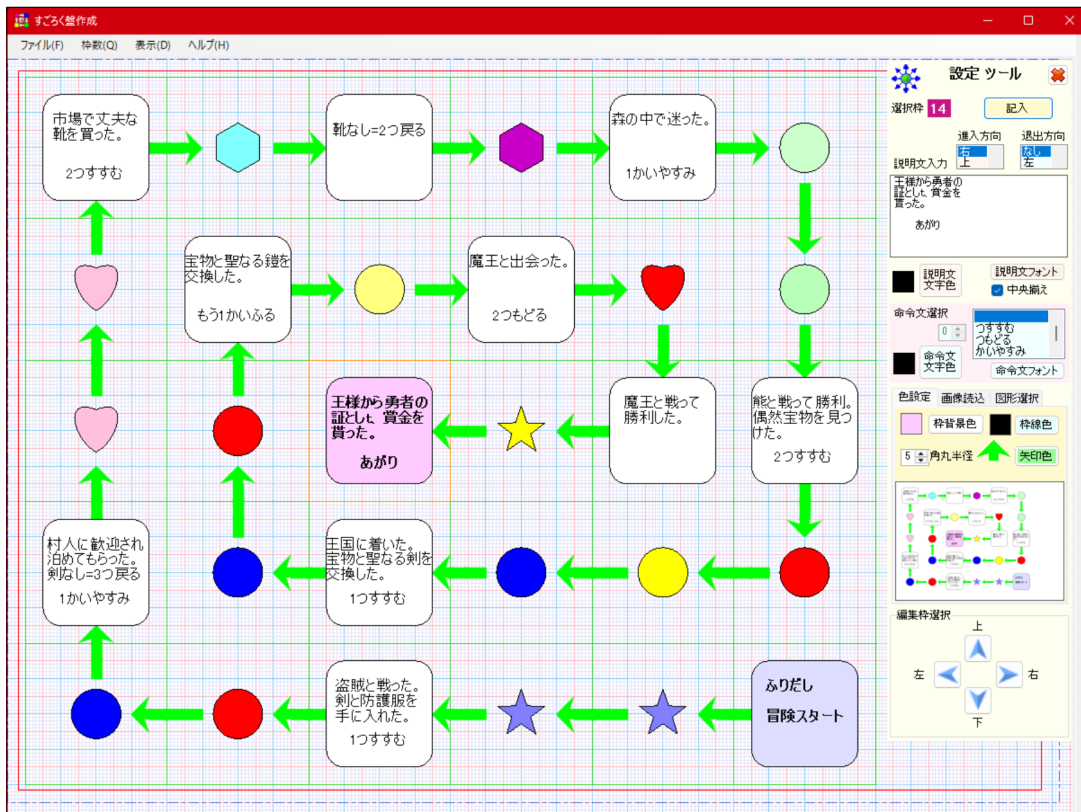 すごろく盤作成
ファイル(F) 枠数(Q) 表示(D) ヘルプ(H)
市場で丈夫な
靴を買った。
2つすすむ
靴なし=2つ戻る
森の中で迷った。
1かいやすみ
宝物と聖なる鎧を
交換した。
もう1かいふる
魔王と出会った。
2つもどる
王様から勇者の
証とし、賞金を
貰った。
あがり
魔王と戦って
勝利した。
熊と戦って勝利。
偶然宝物を見つ
けた。
2つすすむ
村人に歓迎され
泊めてもらった。
剣なし=3つ戻る
1かいやすみ
王国に着いた。
宝物と聖なる剣を
交換した。
1つすすむ
盗賊と戦った。
剣と防護服を
手に入れた。
1つすすむ
ふりだし
冒険スタート
設定 ツール
選択枠 14 記入
進入方向 退出方向
説明文入力 右 なし
上 左
王様から勇者の
証とし、賞金を
貰った。
あがり
説明文
文字色
説明文フォント
中央揃え
命令文選択
0
つすすむ
つもどる
かいやすみ
命令文
文字色
命令文フォント
色設定 画像読込 図形選択
枠背景色 枠線色
5 角丸半径 矢印色
編集枠選択
上
左 右
下